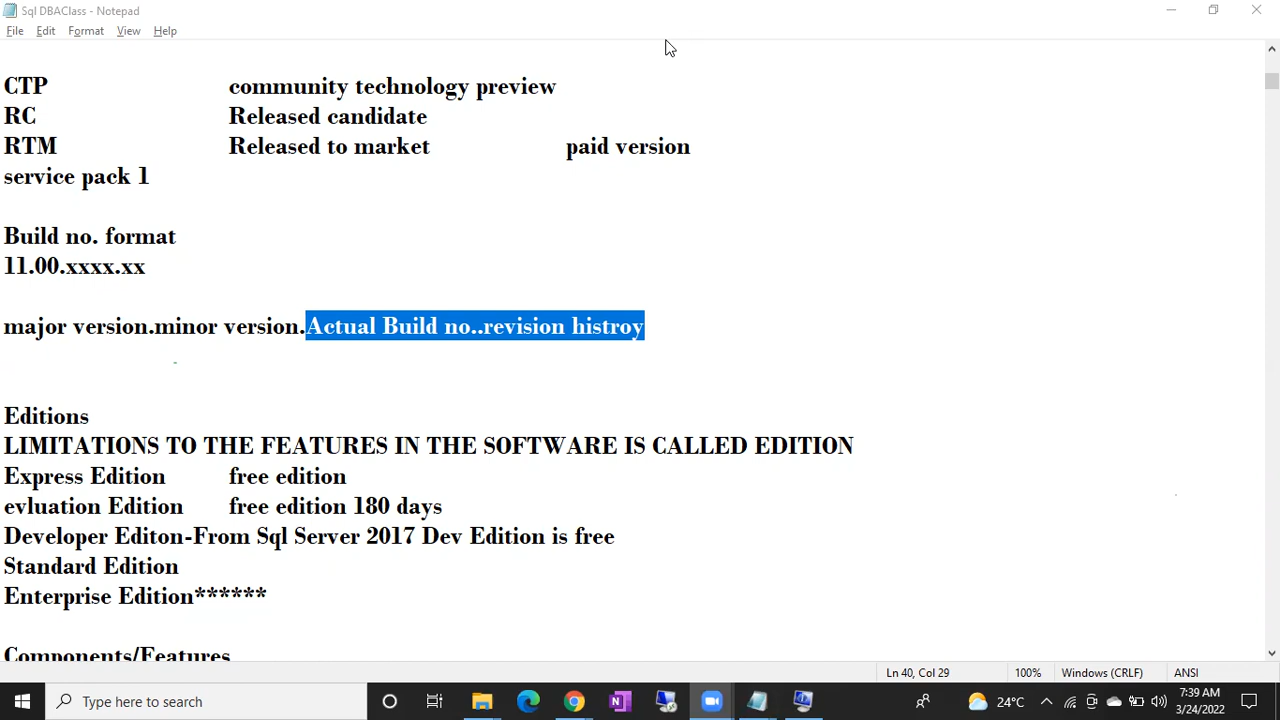 Sql DBAClass - Notepad
File Edit Format View Help
CTP community technology preview
RC Released candidate
RTM Released to market paid version
service pack 1
Build no. format
11.00.xxxx.xx
major version.minor version.Actual Build no..revision histroy
Editions
LIMITATIONS TO THE FEATURES IN THE SOFTWARE IS CALLED EDITION
Express Edition free edition
evluation Edition free edition 180 days
Developer Editon-From Sql Server 2017 Dev Edition is free
Standard Edition
Enterprise Edition******
Components/Features
Ln 40, Col 29 100% Windows (CRLF) ANSI
Type here to search 24°C 7:39 AM
3/24/2022